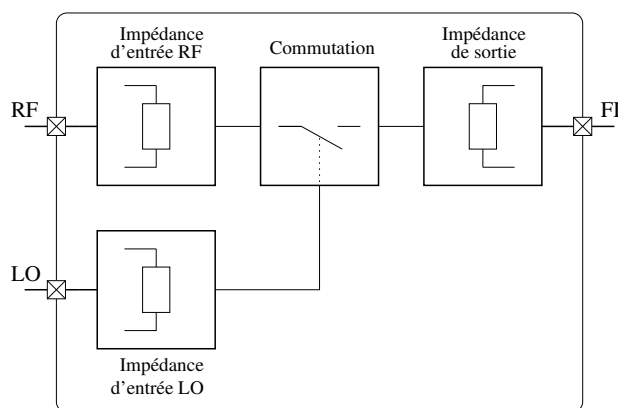 Impédance
d'entrée RF
Commutation
Impédance
de sortie
RF
FI
LO
Impédance
d'entrée LO